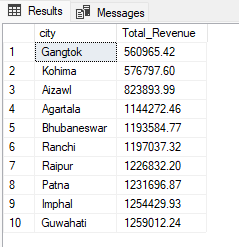 Results Messages
city Total_Revenue
1 Gangtok 560965.42
2 Kohima 576797.60
3 Aizawl 823893.99
4 Agartala 1144272.46
5 Bhubaneswar 1193584.77
6 Ranchi 1197037.32
7 Raipur 1226832.20
8 Patna 1231696.87
9 Imphal 1254429.93
10 Guwahati 1259012.24